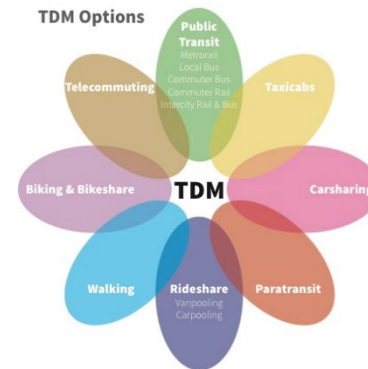 TDM Options
Public
Transit
Metrorail
Local Bus
Commuter Bus
Commuter Rail
Intercity Rail & Bus
Telecommuting
Taxicabs
Biking & Bikeshare
TDM
Carsharing
Walking
Rideshare
Vanpooling
Carpooling
Paratransit